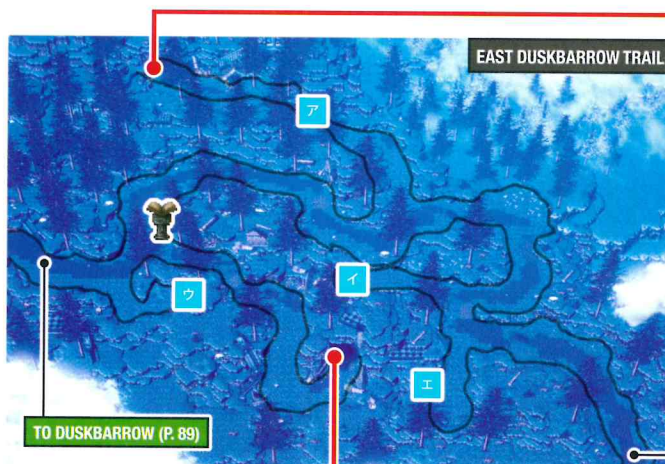 EAST DUSKBARROW TRAIL
ア
イ
ウ
エ
TO DUSKBARROW (P. 89)